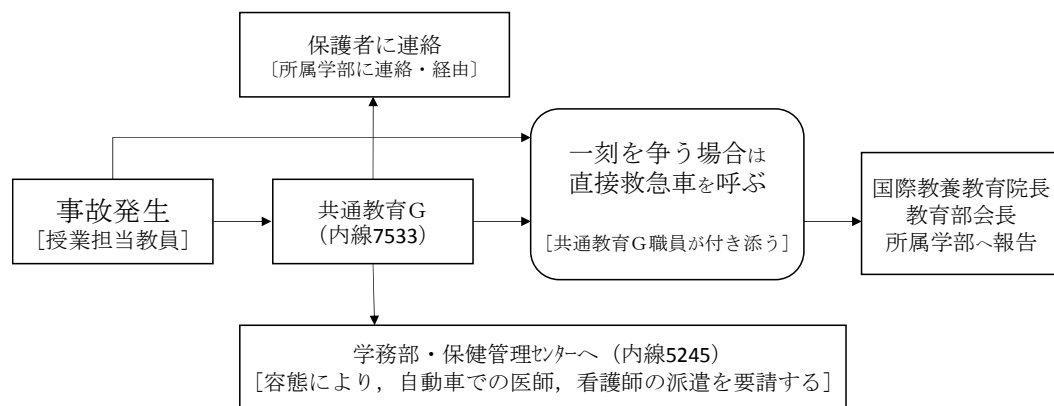 保護者に連絡
〔所属学部に連絡・経由〕
事故発生
[授業担当教員]
共通教育G
(内線7533)
一刻を争う場合は
直接救急車を呼ぶ
[共通教育G職員が付き添う]
国際教養教育院長
教育部会長
所属学部へ報告
学務部・保健管理ｾﾝﾀｰへ（内線5245）
[容態により，自動車での医師，看護師の派遣を要請する]